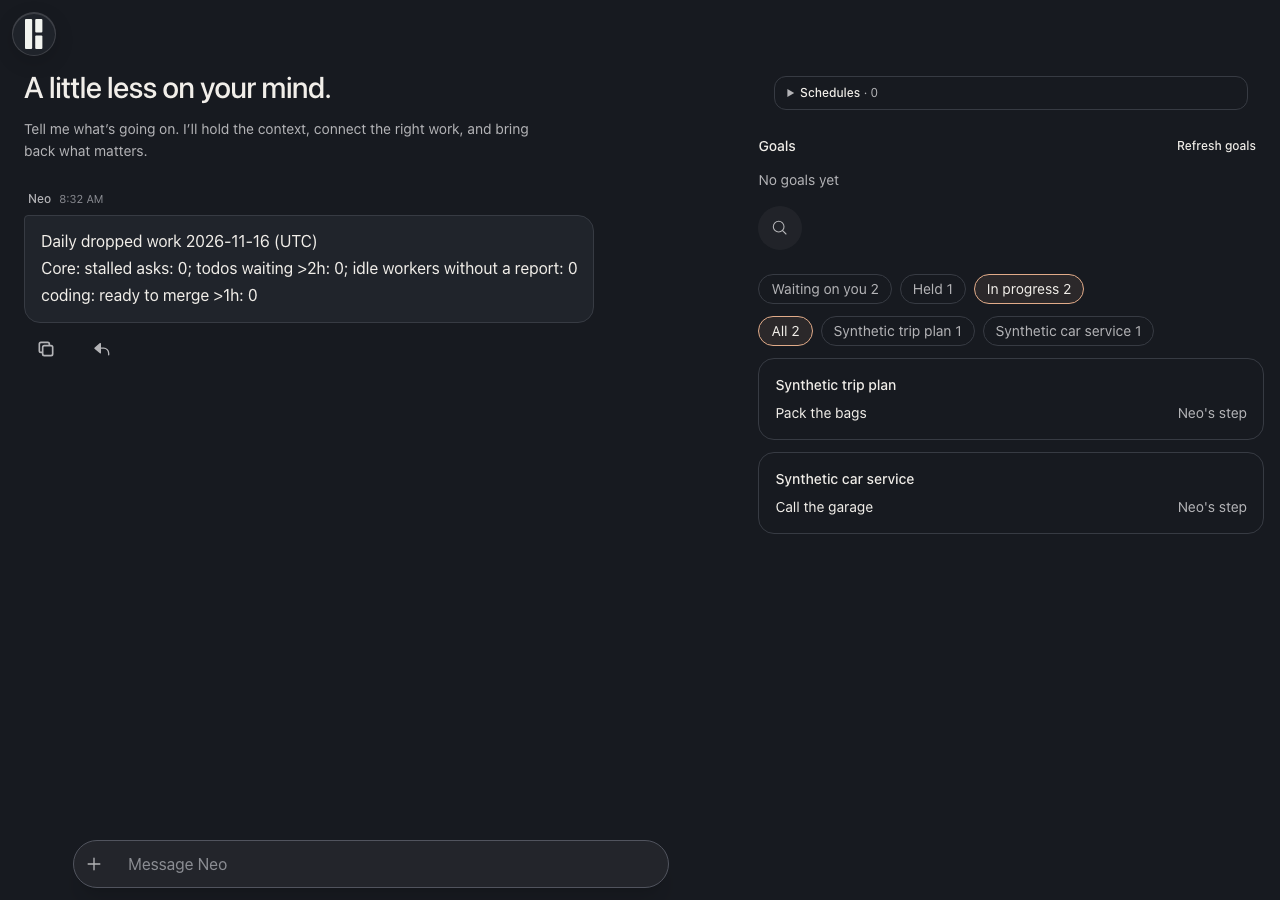 A little less on your mind.
Tell me what’s going on. I’ll hold the context, connect the right work, and bring
back what matters.
Neo 8:32 AM
Daily dropped work 2026-11-16 (UTC)
Core: stalled asks: 0; todos waiting >2h: 0; idle workers without a report: 0
coding: ready to merge >1h: 0
Message Neo
Schedules · 0
Goals Refresh goals
No goals yet
Waiting on you 2 Held 1 In progress 2
All 2 Synthetic trip plan 1 Synthetic car service 1
Synthetic trip plan
Pack the bags Neo's step
Synthetic car service
Call the garage Neo's step